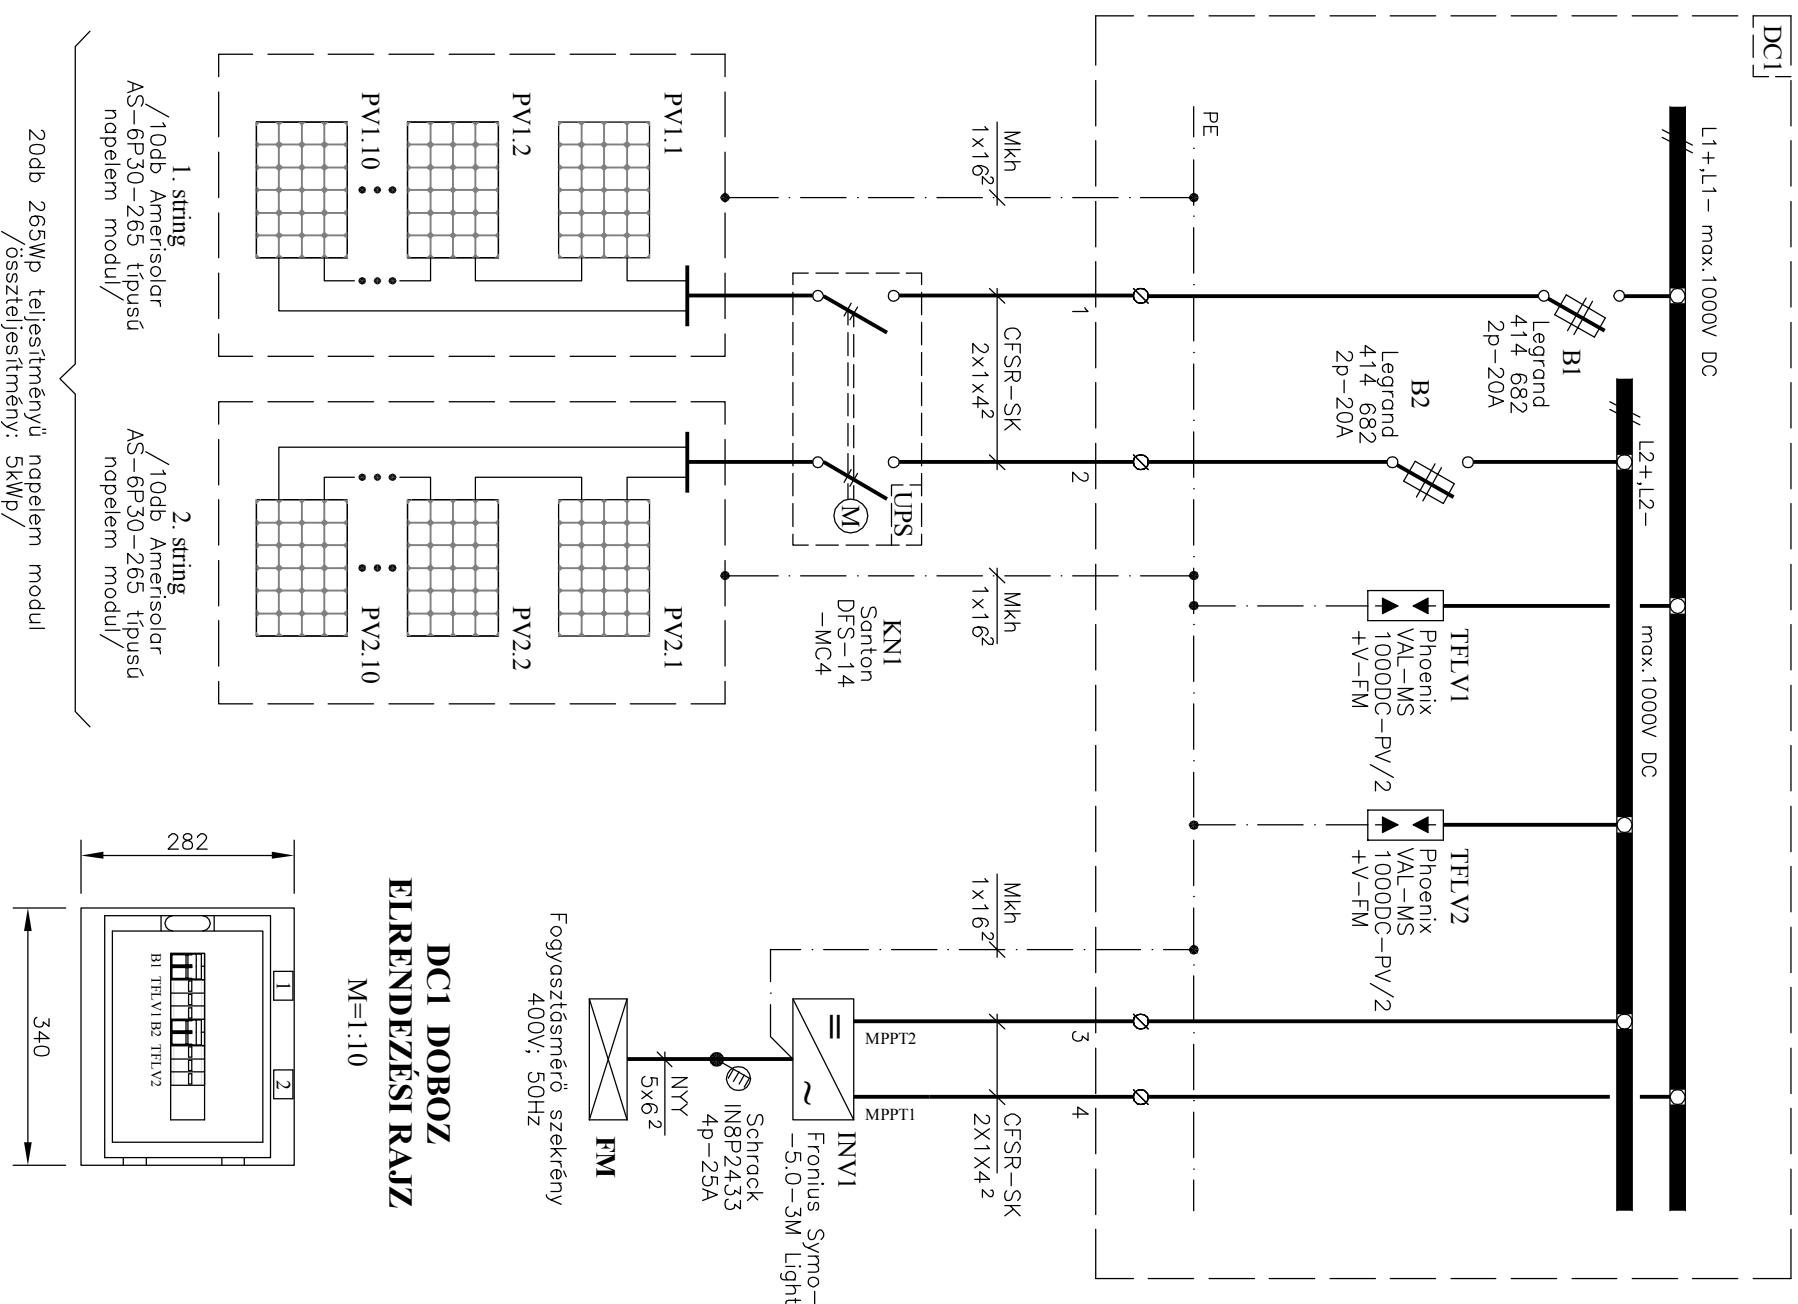 DC1
L1+,L1- max.1000V DC
L2+,L2-
max.1000V DC
B1
Legrand
414 682
2p-20A
B2
Legrand
414 682
2p-20A
TFLV1
Phoenix
VAL-MS
1000DC-PV/2
+V-FM
TFLV2
Phoenix
VAL-MS
1000DC-PV/2
+V-FM
PE
1
2
3
4
Mkh
1x16²
CFSR-SK
2x1x4²
Mkh
1x16²
Mkh
1x16²
CFSR-SK
2X1X4²
UPS
M
KN1
Santon
DFS-14
-MC4
MPPT2
MPPT1
INV1
Fronius Symo-
-5.0-3M Light
Schrack
IN8P2433
4p-25A
NYY
5x6²
FM
Fogyasztásmérő szekrény
400V; 50Hz
PV1.1
PV1.2
PV1.10
PV2.1
PV2.2
PV2.10
1. string
/10db Amerisolar
AS-6P30-265 típusú
napelem modul/
2. string
/10db Amerisolar
AS-6P30-265 típusú
napelem modul/
20db 265Wp teljesítményű napelem modul
/összteljesítmény: 5kWp/
DC1 DOBOZ
ELRENDEZÉSI RAJZ
M=1:10
1
2
B1 TFLV1 B2 TFLV2
282
340